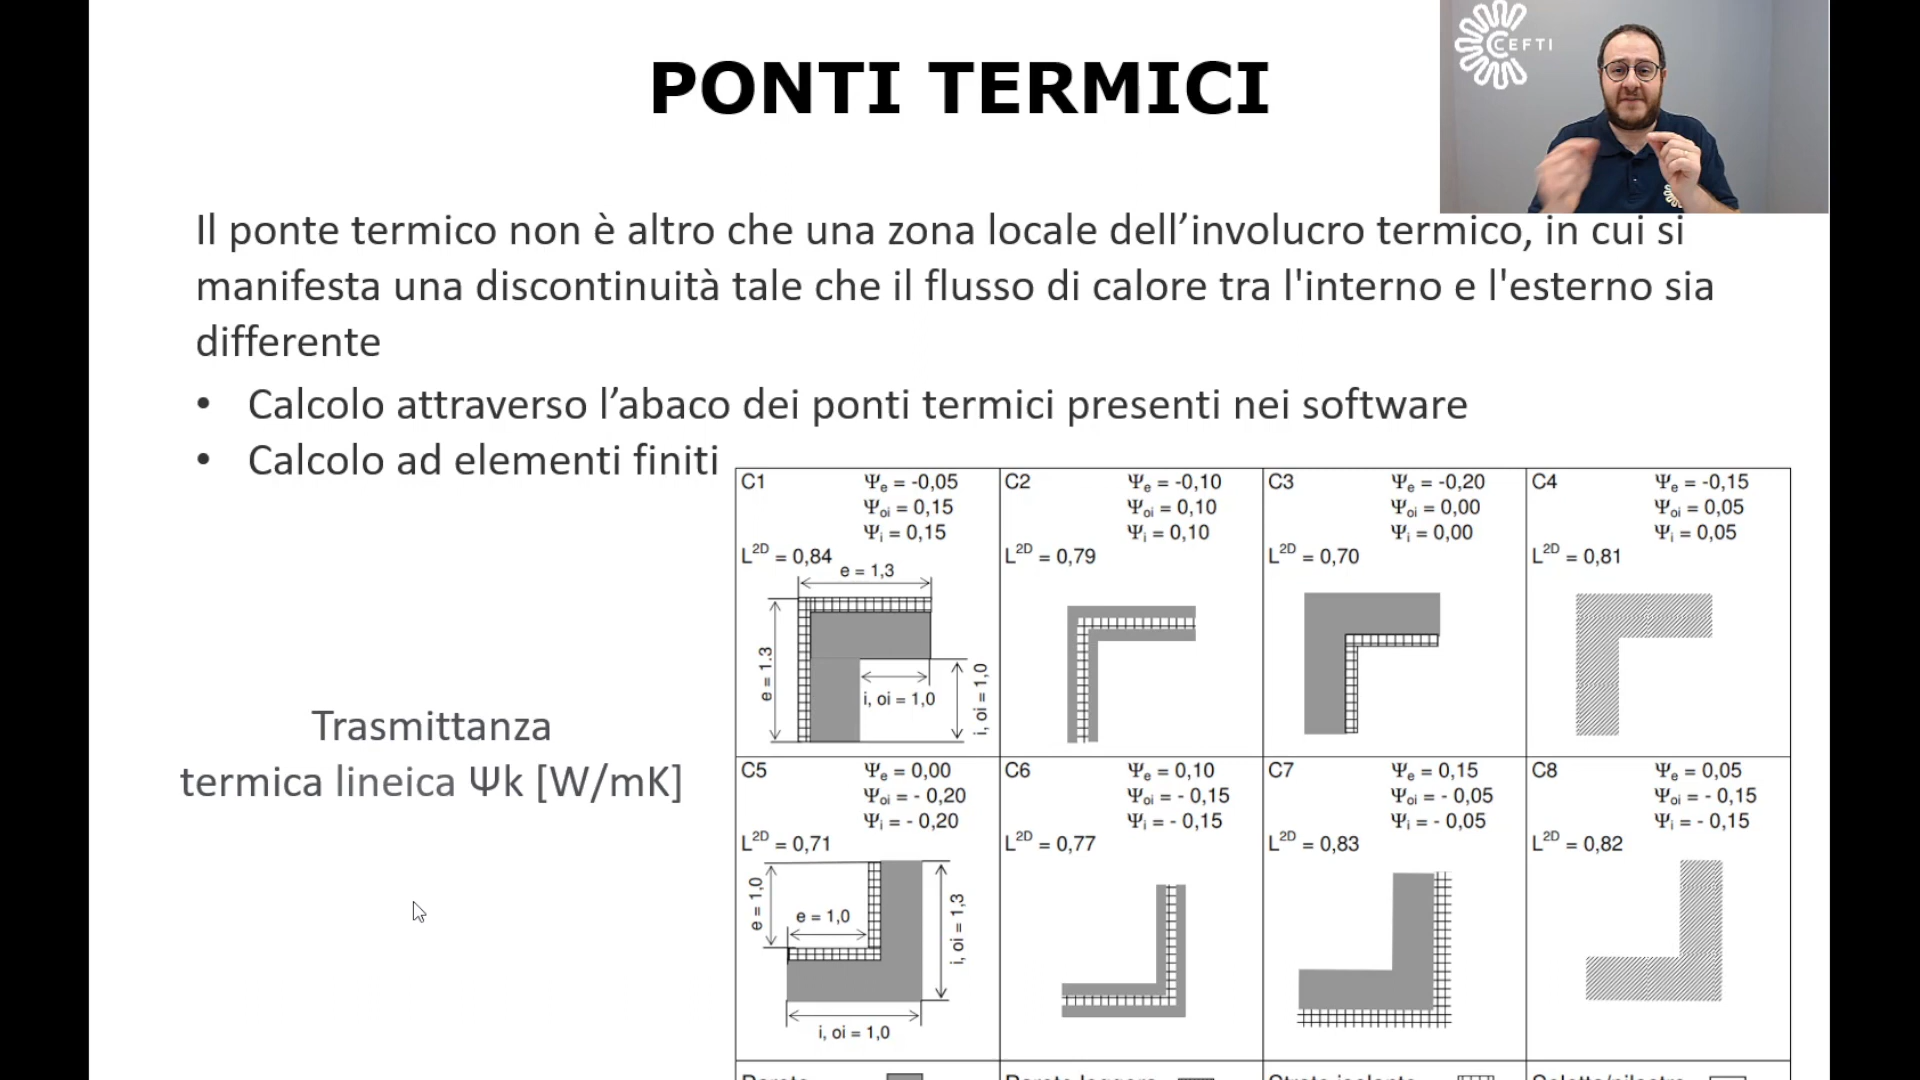 PONTI TERMICI
CEFTI
Il ponte termico non è altro che una zona locale dell’involucro termico, in cui si
manifesta una discontinuità tale che il flusso di calore tra l'interno e l'esterno sia
differente
• Calcolo attraverso l’abaco dei ponti termici presenti nei software
• Calcolo ad elementi finiti
Trasmittanza
termica lineica Ψk [W/mK]
C1
Ψe = -0,05
Ψoi = 0,15
Ψi = 0,15
L2D = 0,84
e = 1,3
e = 1.3
i, oi = 1,0
i, oi = 1,0
C2
Ψe = -0,10
Ψoi = 0,10
Ψi = 0,10
L2D = 0,79
C3
Ψe = -0,20
Ψoi = 0,00
Ψi = 0,00
L2D = 0,70
C4
Ψe = -0,15
Ψoi = 0,05
Ψi = 0,05
L2D = 0,81
C5
Ψe = 0,00
Ψoi = - 0,20
Ψi = - 0,20
L2D = 0,71
e = 1,0
e = 1,0
i, oi = 1,3
i, oi = 1,0
C6
Ψe = 0,10
Ψoi = - 0,15
Ψi = - 0,15
L2D = 0,77
C7
Ψe = 0,15
Ψoi = - 0,05
Ψi = - 0,05
L2D = 0,83
C8
Ψe = 0,05
Ψoi = - 0,15
Ψi = - 0,15
L2D = 0,82